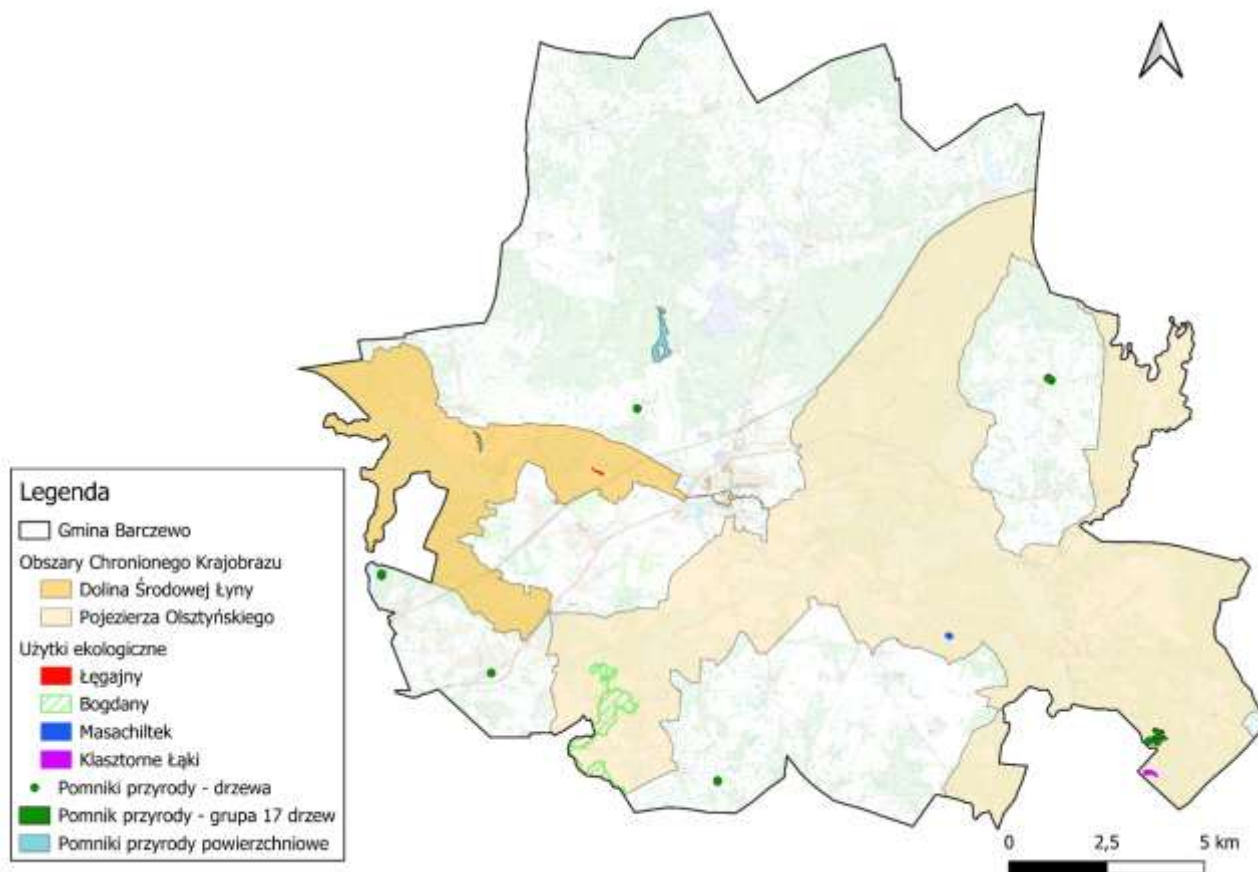 Legenda
Gmina Barczewo
Obszary Chronionego Krajobrazu
Dolina Środowej Łyny
Pojezierza Olsztyńskiego
Użytki ekologiczne
Łęgajny
Bogdany
Masachiltek
Klasztorne Łąki
Pomniki przyrody - drzewa
Pomnik przyrody - grupa 17 drzew
Pomniki przyrody powierzchniowe
0 2,5 5 km